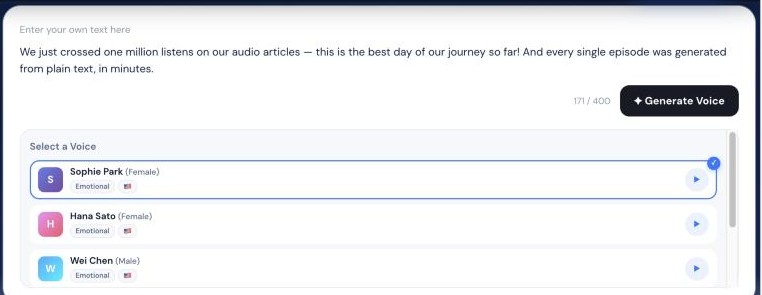 Enter your own text here
We just crossed one million listens on our audio articles — this is the best day of our journey so far! And every single episode was generated
from plain text, in minutes.
171 / 400
✦ Generate Voice
Select a Voice
S
Sophie Park (Female)
Emotional
H
Hana Sato (Female)
Emotional
W
Wei Chen (Male)
Emotional